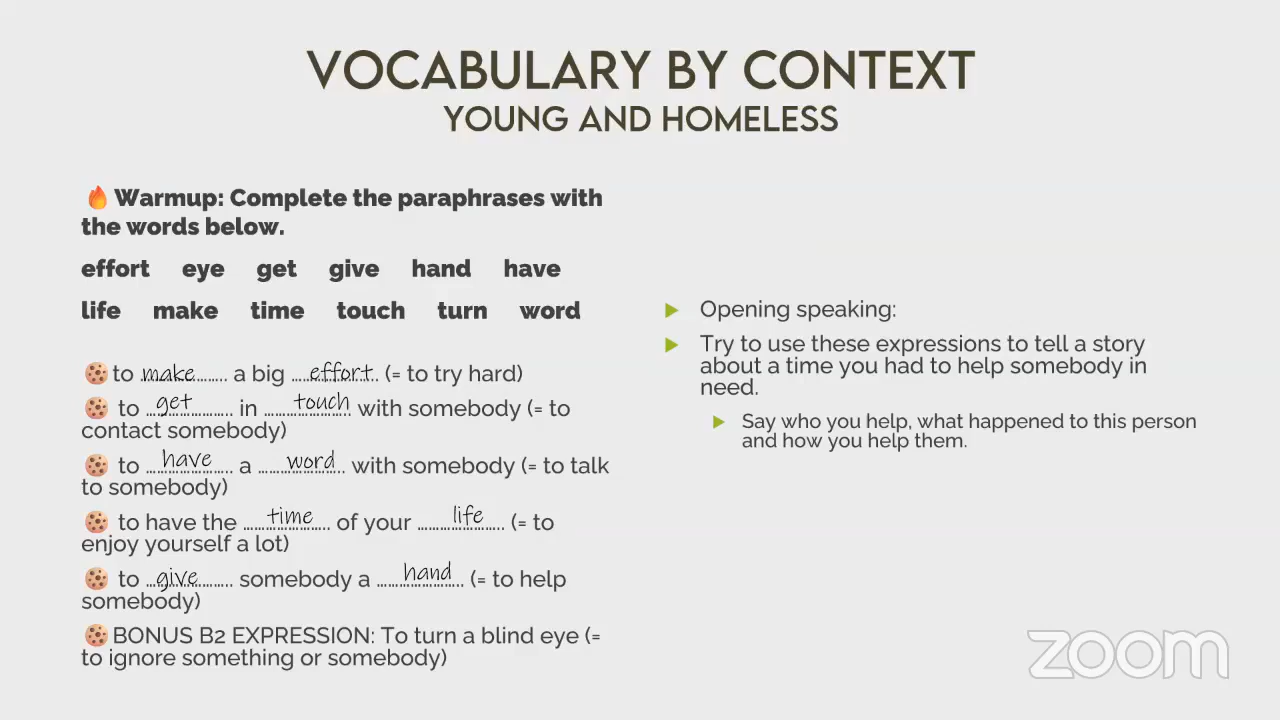 VOCABULARY BY CONTEXT
YOUNG AND HOMELESS
🔥 Warmup: Complete the paraphrases with
the words below.
effort eye get give hand have
life make time touch turn word
🍪 to make a big effort (= to try hard)
🍪 to get in touch with somebody (= to
contact somebody)
🍪 to have a word with somebody (= to talk
to somebody)
🍪 to have the time of your life (= to
enjoy yourself a lot)
🍪 to give somebody a hand (= to help
somebody)
🍪 BONUS B2 EXPRESSION: To turn a blind eye (=
to ignore something or somebody)
Opening speaking:
Try to use these expressions to tell a story
about a time you had to help somebody in
need.
Say who you help, what happened to this person
and how you help them.
zoom